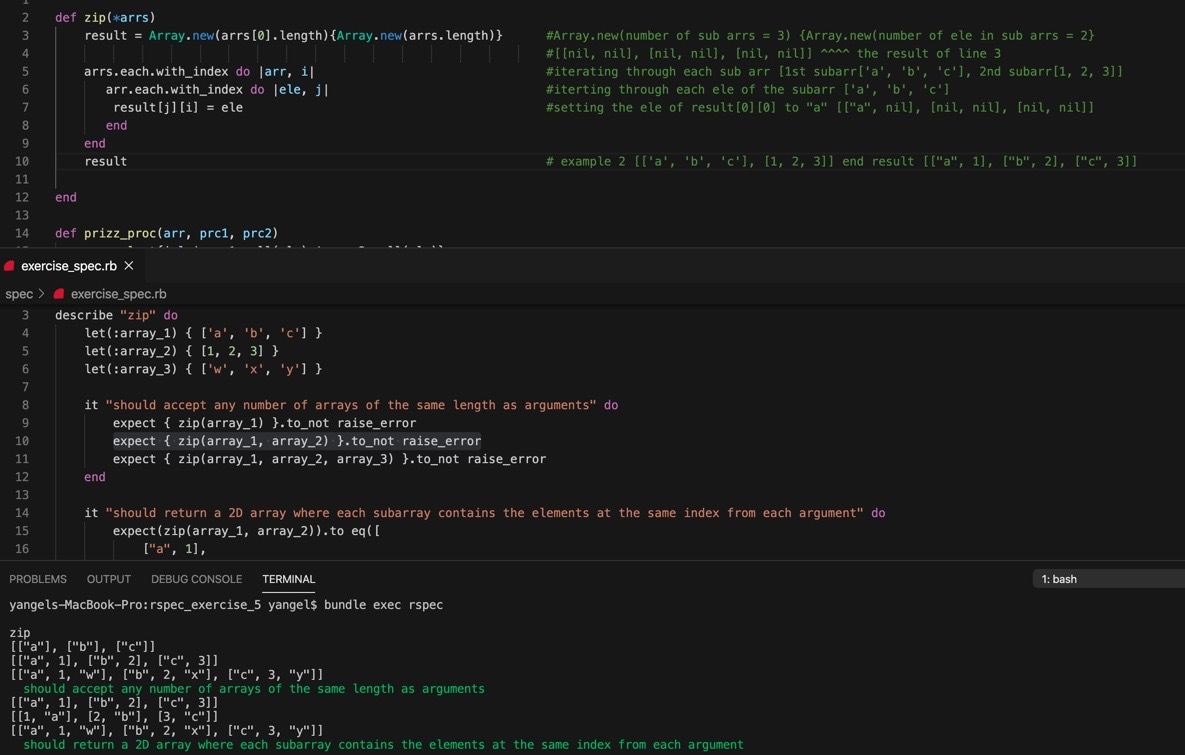 1
2 def zip(*arrs)
3 result = Array.new(arrs[0].length){Array.new(arrs.length)} #Array.new(number of sub arrs = 3) {Array.new(number of ele in sub arrs = 2}
4 #[[nil, nil], [nil, nil], [nil, nil]] ^^^^ the result of line 3
5 arrs.each.with_index do |arr, i| #iterating through each sub arr [1st subarr['a', 'b', 'c'], 2nd subarr[1, 2, 3]]
6 arr.each.with_index do |ele, j| #iterting through each ele of the subarr ['a', 'b', 'c']
7 result[j][i] = ele #setting the ele of result[0][0] to "a" [["a", nil], [nil, nil], [nil, nil]]
8 end
9 end
10 result # example 2 [['a', 'b', 'c'], [1, 2, 3]] end result [["a", 1], ["b", 2], ["c", 3]]
11
12 end
13
14 def prizz_proc(arr, prc1, prc2)
exercise_spec.rb ×
spec > exercise_spec.rb
3 describe "zip" do
4 let(:array_1) { ['a', 'b', 'c'] }
5 let(:array_2) { [1, 2, 3] }
6 let(:array_3) { ['w', 'x', 'y'] }
7
8 it "should accept any number of arrays of the same length as arguments" do
9 expect { zip(array_1) }.to_not raise_error
10 expect { zip(array_1, array_2) }.to_not raise_error
11 expect { zip(array_1, array_2, array_3) }.to_not raise_error
12 end
13
14 it "should return a 2D array where each subarray contains the elements at the same index from each argument" do
15 expect(zip(array_1, array_2)).to eq([
16 ["a", 1],
PROBLEMS OUTPUT DEBUG CONSOLE TERMINAL 1: bash
yangels-MacBook-Pro:rspec_exercise_5 yangel$ bundle exec rspec
zip
[["a"], ["b"], ["c"]]
[["a", 1], ["b", 2], ["c", 3]]
[["a", 1, "w"], ["b", 2, "x"], ["c", 3, "y"]]
should accept any number of arrays of the same length as arguments
[["a", 1], ["b", 2], ["c", 3]]
[[1, "a"], [2, "b"], [3, "c"]]
[["a", 1, "w"], ["b", 2, "x"], ["c", 3, "y"]]
should return a 2D array where each subarray contains the elements at the same index from each argument